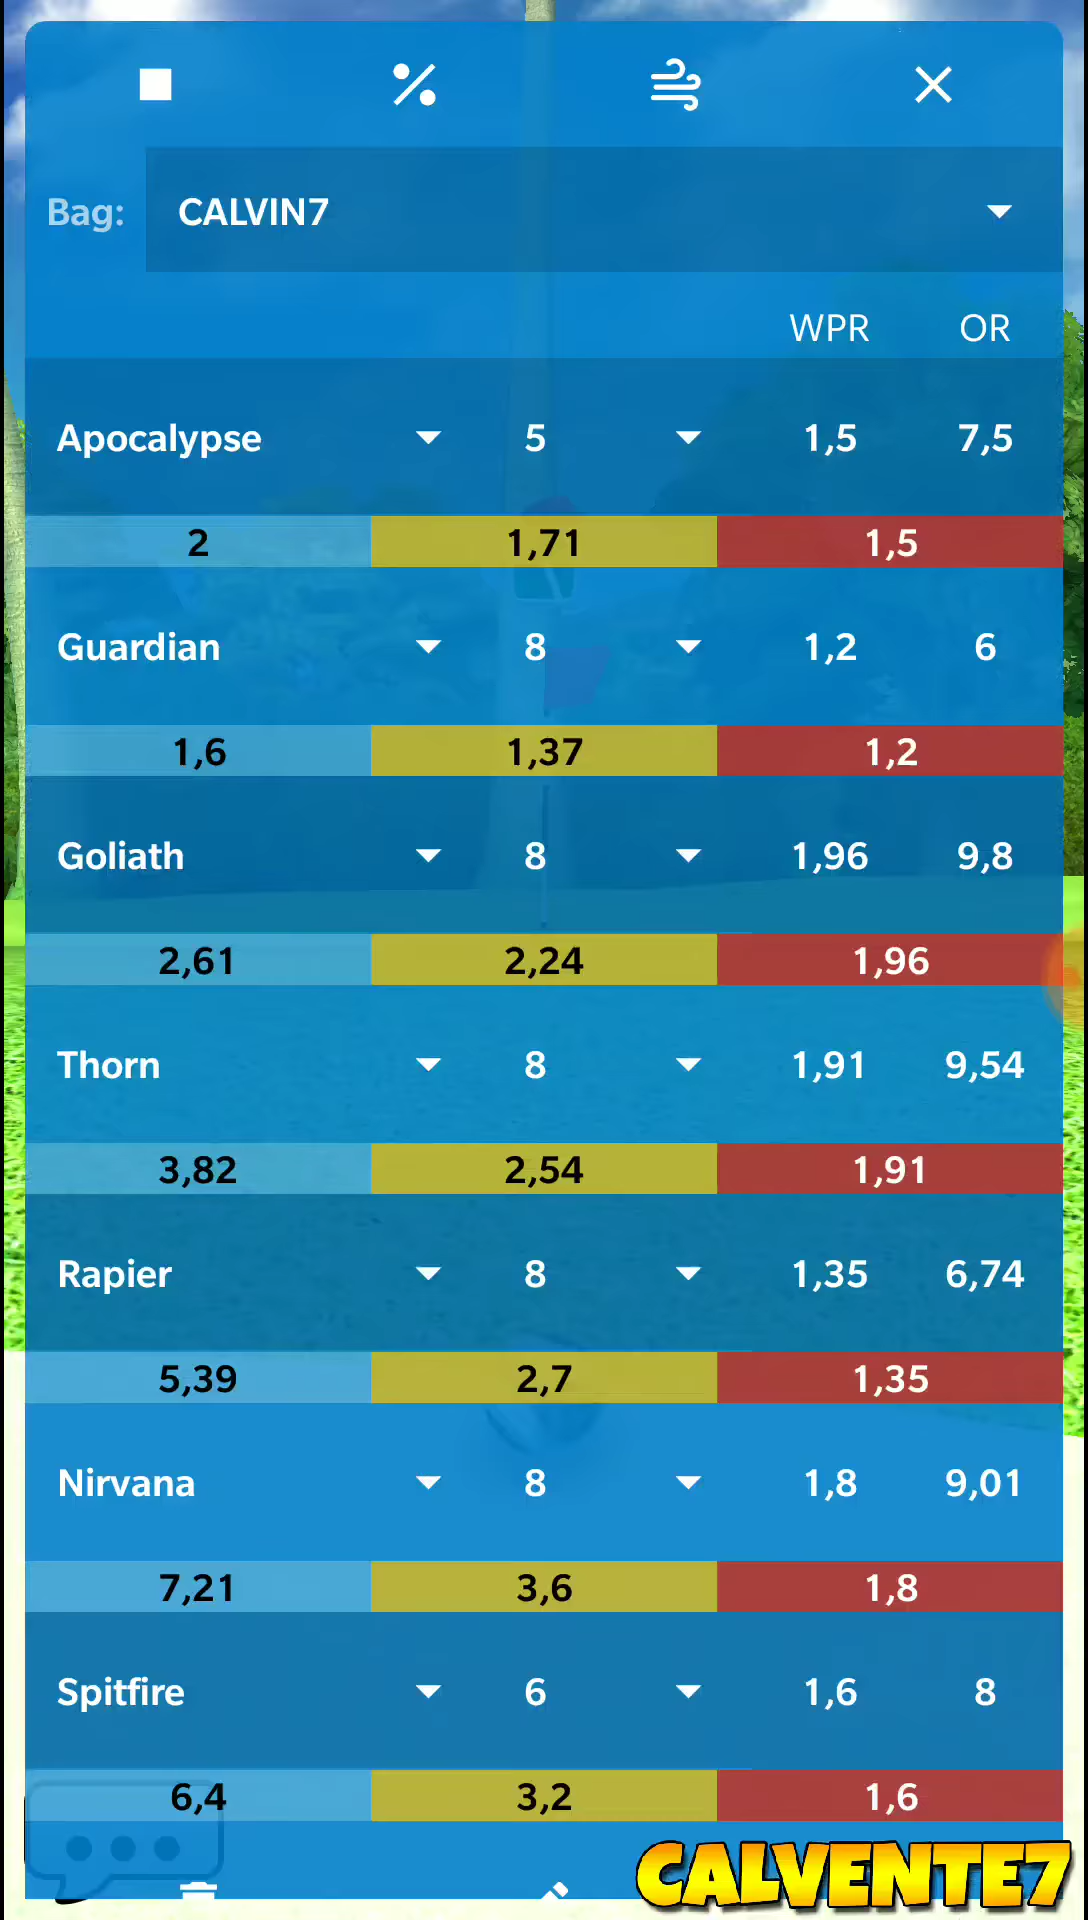 Bag: CALVIN7
WPR OR
Apocalypse 5 1,5 7,5
2 1,71 1,5
Guardian 8 1,2 6
1,6 1,37 1,2
Goliath 8 1,96 9,8
2,61 2,24 1,96
Thorn 8 1,91 9,54
3,82 2,54 1,91
Rapier 8 1,35 6,74
5,39 2,7 1,35
Nirvana 8 1,8 9,01
7,21 3,6 1,8
Spitfire 6 1,6 8
6,4 3,2 1,6
CALVENTE7